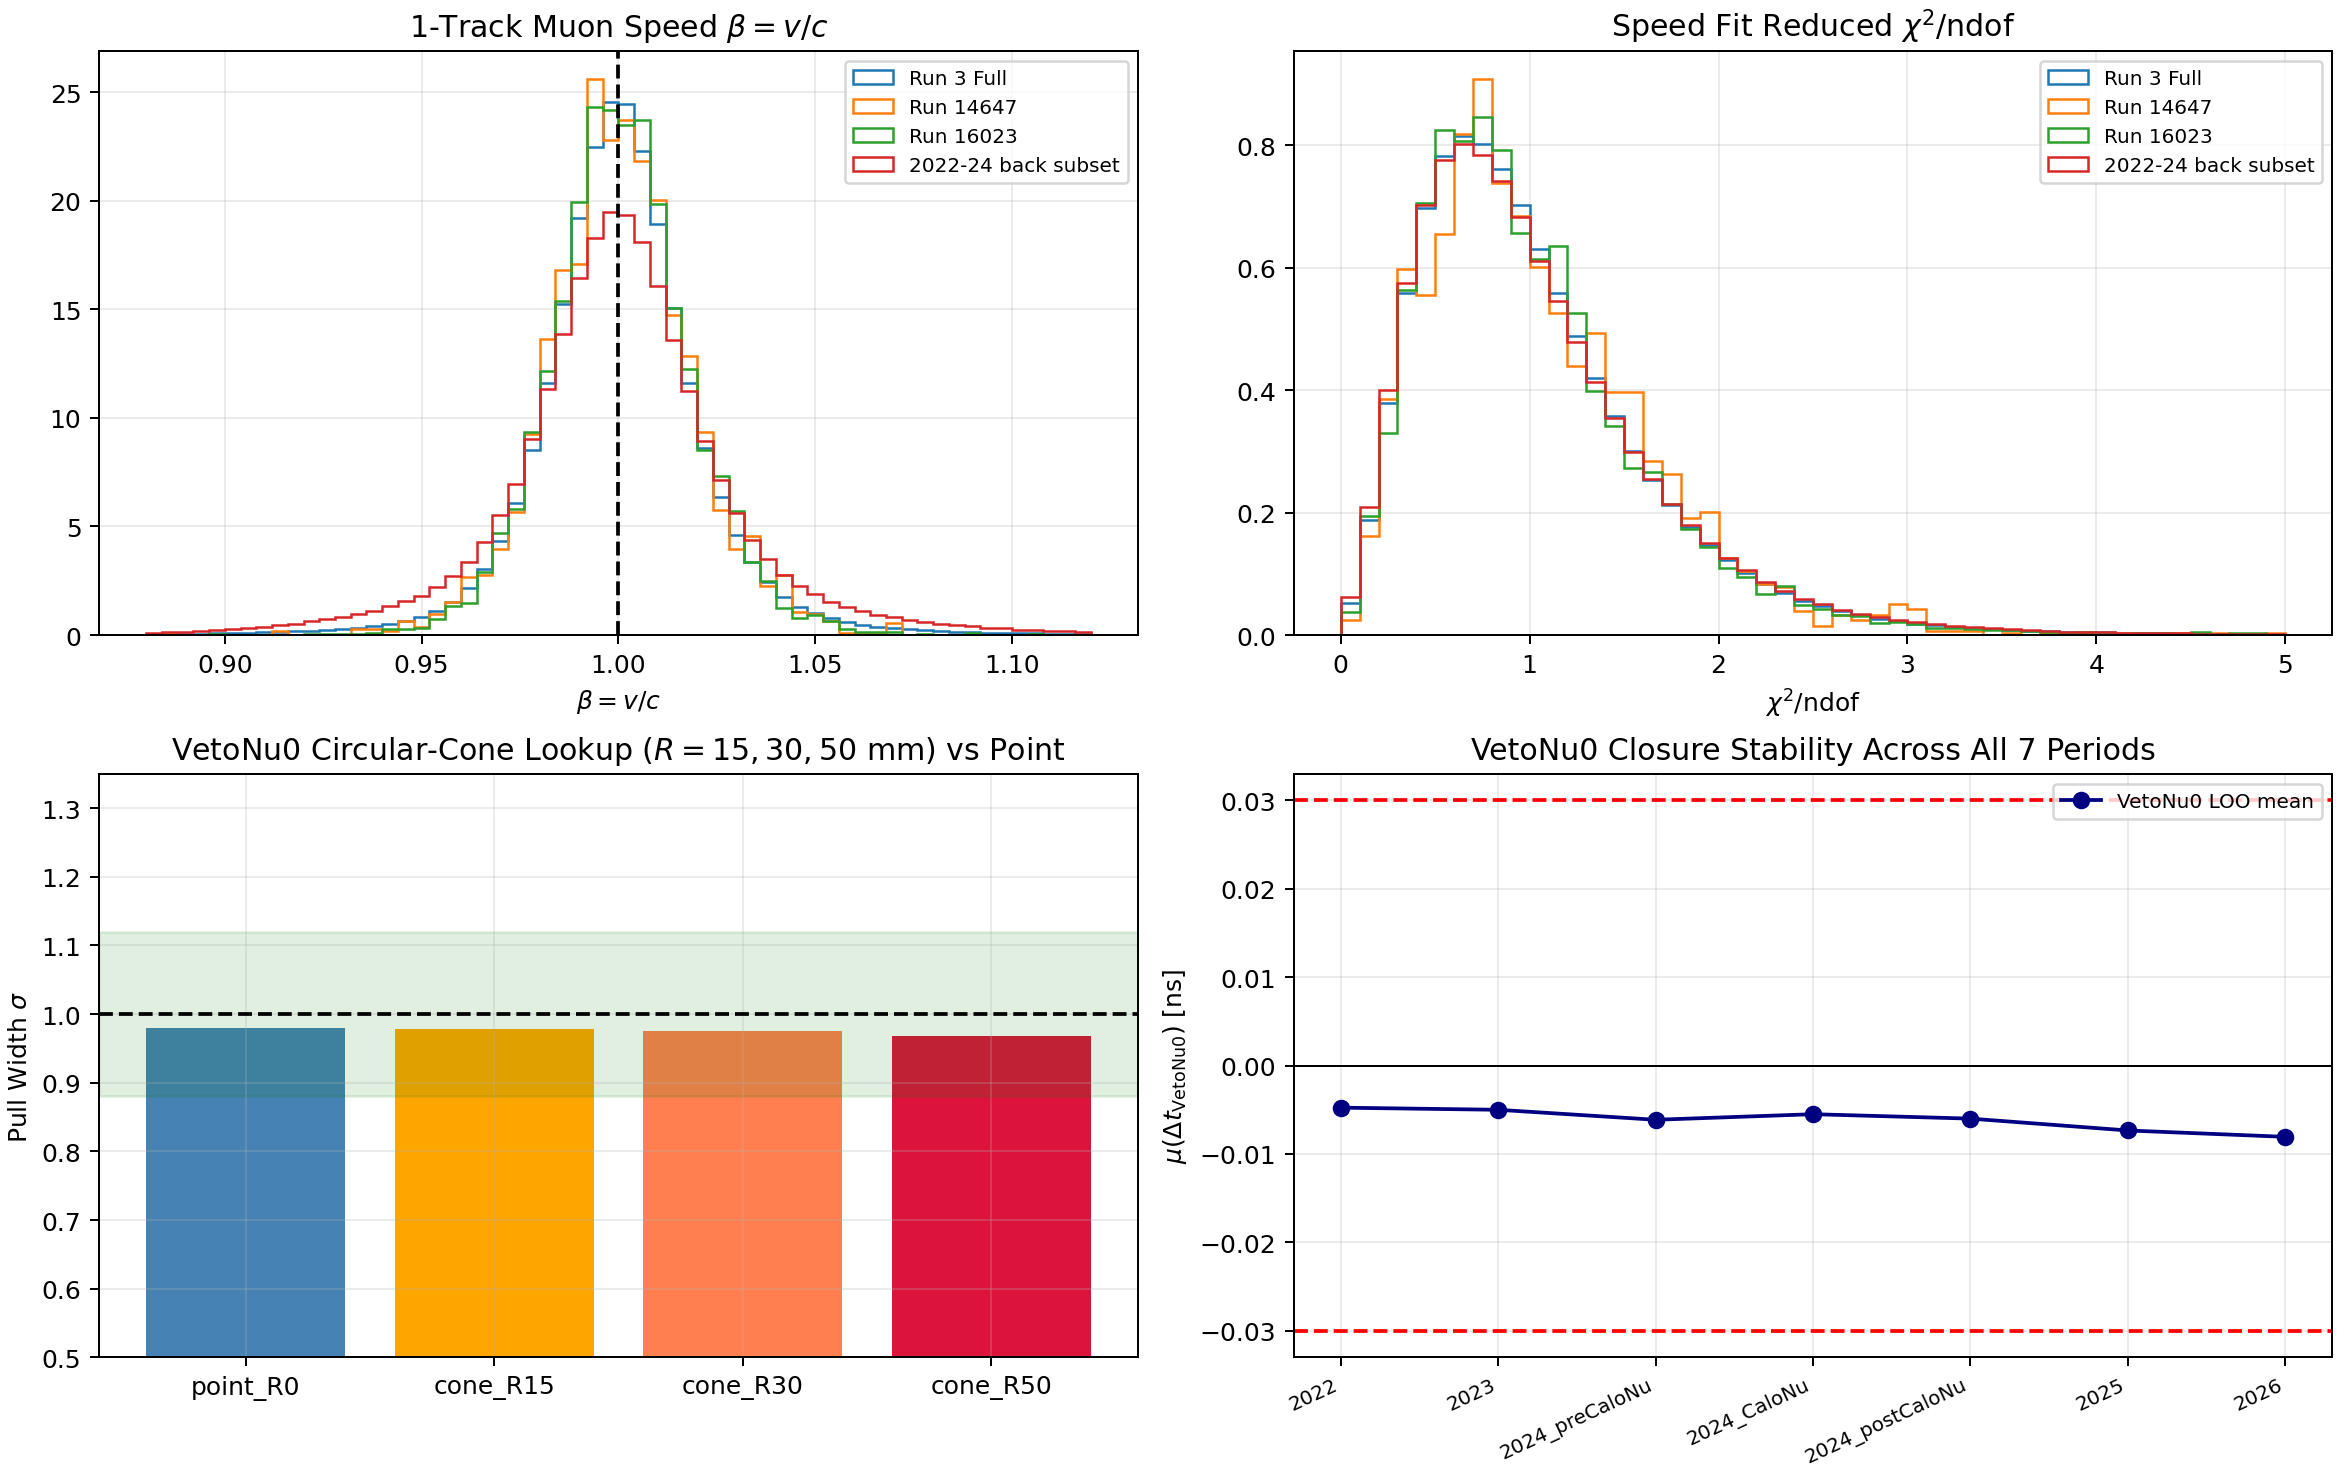 1-Track Muon Speed β = v/c
25
20
15
10
5
0
0.90
0.95
1.00
1.05
1.10
β = v/c
Run 3 Full
Run 14647
Run 16023
2022-24 back subset
Speed Fit Reduced χ²/ndof
0.8
0.6
0.4
0.2
0.0
0
1
2
3
4
5
χ²/ndof
Run 3 Full
Run 14647
Run 16023
2022-24 back subset
VetoNu0 Circular-Cone Lookup (R = 15, 30, 50 mm) vs Point
Pull Width σ
1.3
1.2
1.1
1.0
0.9
0.8
0.7
0.6
0.5
point_R0
cone_R15
cone_R30
cone_R50
VetoNu0 Closure Stability Across All 7 Periods
μ(Δt_VetoNu0) [ns]
0.03
0.02
0.01
0.00
−0.01
−0.02
−0.03
VetoNu0 LOO mean
2022
2023
2024_preCaloNu
2024_CaloNu
2024_postCaloNu
2025
2026